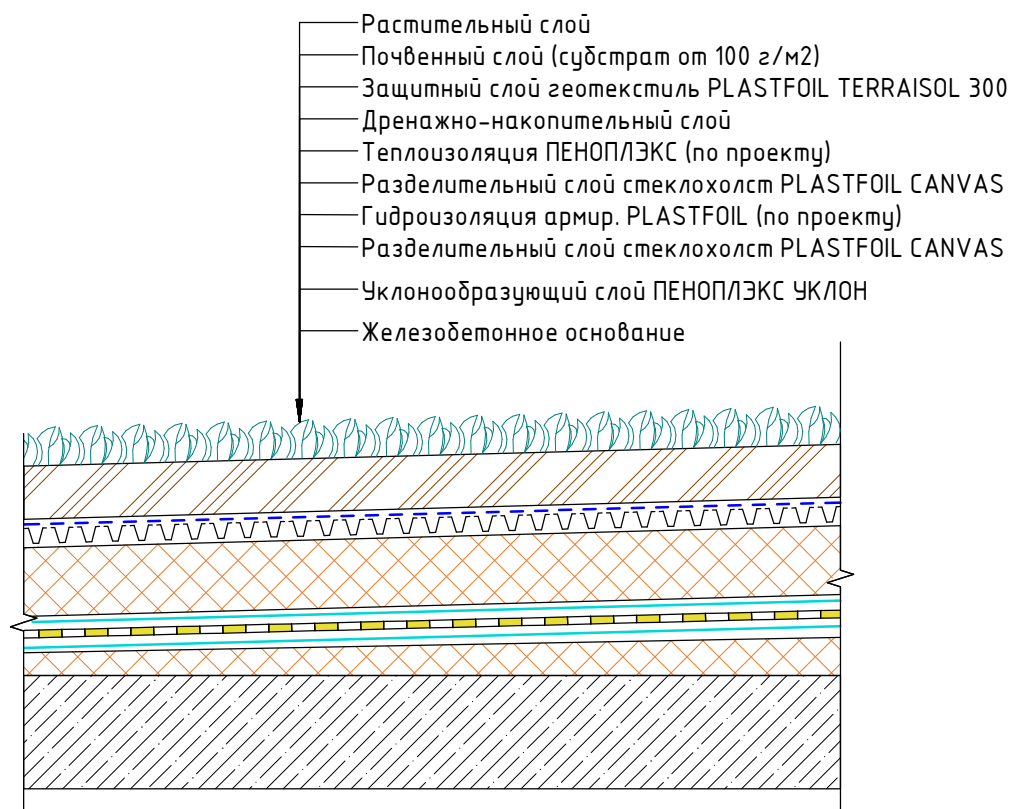 Растительный слой
Почвенный слой (субстрат от 100 г/м2)
Защитный слой геотекстиль PLASTFOIL TERRAISOL 300
Дренажно-накопительный слой
Теплоизоляция ПЕНОПЛЭКС (по проекту)
Разделительный слой стеклохолст PLASTFOIL CANVAS
Гидроизоляция армир. PLASTFOIL (по проекту)
Разделительный слой стеклохолст PLASTFOIL CANVAS
Уклонообразующий слой ПЕНОПЛЭКС УКЛОН
Железобетонное основание